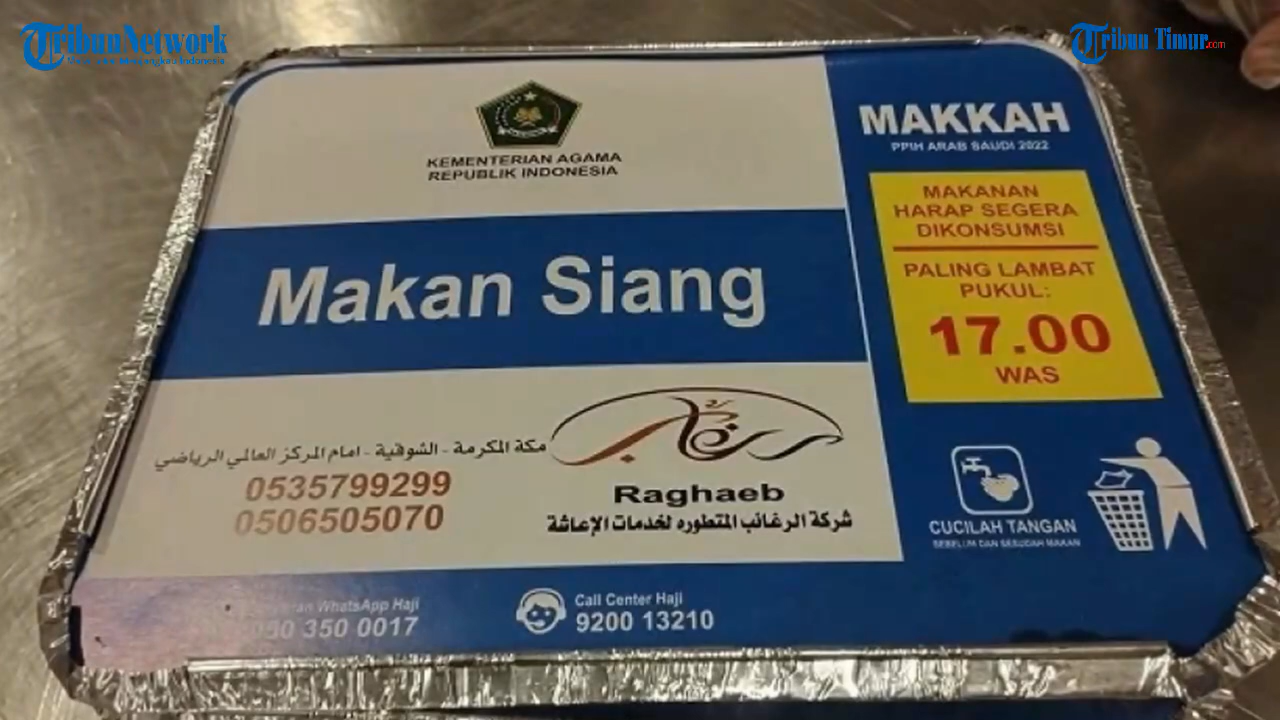 TribunNetwork
Tribun Timur.com
KEMENTERIAN AGAMA
REPUBLIK INDONESIA
Makan Siang
مكة المكرمة - الشوقية - امام المركز العالمي الرياضي
0535799299
0506505070
رغائب
Raghaeb
شركة الرغائب المتطوره لخدمات الإعاشة
WhatsApp Haji
350 0017
Call Center Haji
9200 13210
MAKKAH
PPIH ARAB SAUDI 2022
MAKANAN
HARAP SEGERA
DIKONSUMSI
PALING LAMBAT
PUKUL:
17.00
WAS
CUCILAH TANGAN
SEBELUM DAN SESUDAH MAKAN